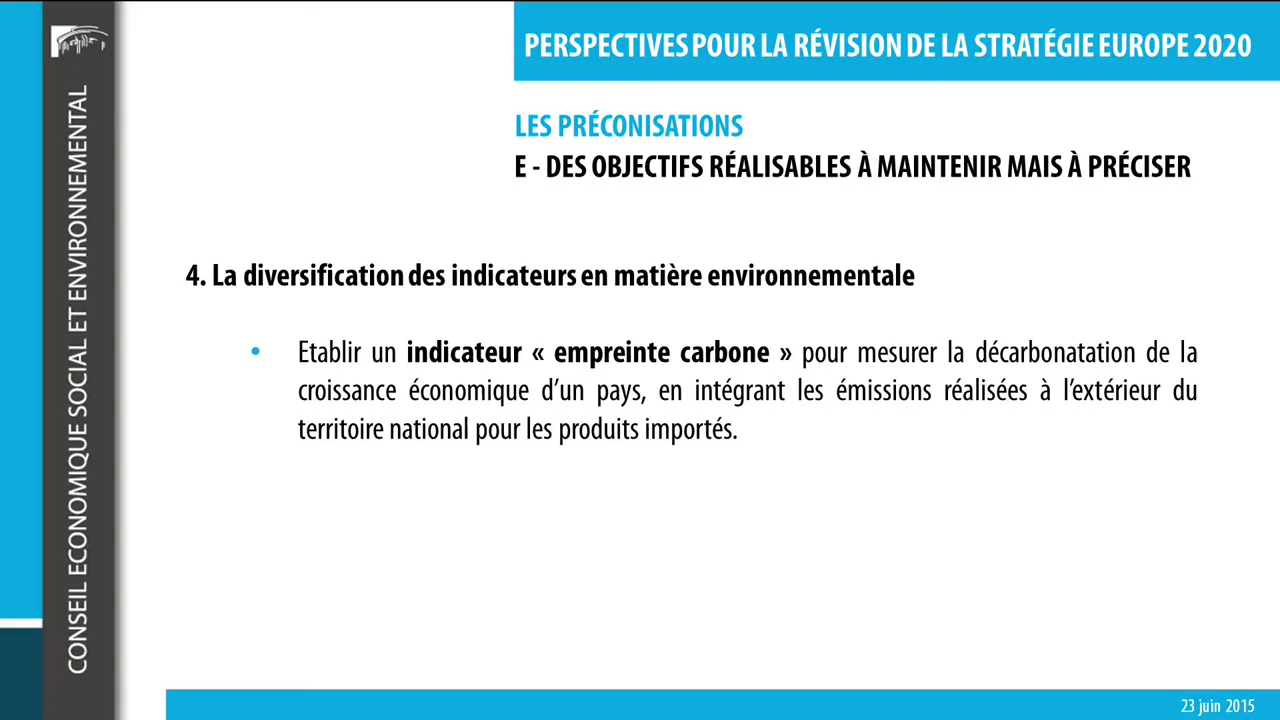 PERSPECTIVES POUR LA RÉVISION DE LA STRATÉGIE EUROPE 2020
LES PRÉCONISATIONS
E - DES OBJECTIFS RÉALISABLES À MAINTENIR MAIS À PRÉCISER
4. La diversification des indicateurs en matière environnementale
• Etablir un indicateur « empreinte carbone » pour mesurer la décarbonatation de la
croissance économique d’un pays, en intégrant les émissions réalisées à l’extérieur du
territoire national pour les produits importés.
CONSEIL ECONOMIQUE SOCIAL ET ENVIRONNEMENTAL
23 juin 2015